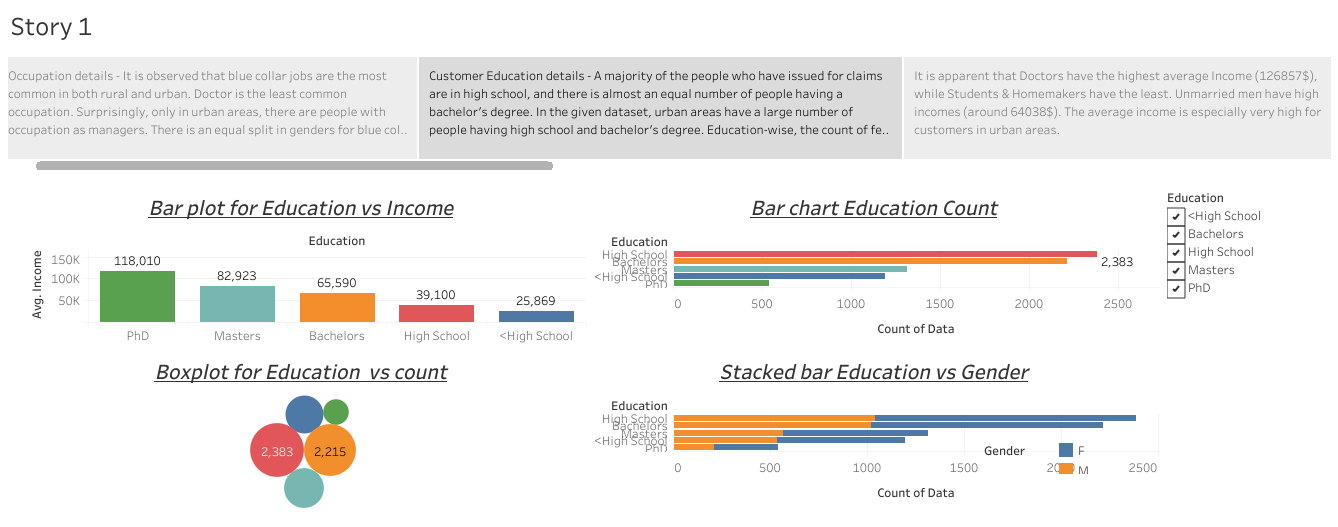 Story 1
Occupation details - It is observed that blue collar jobs are the most
common in both rural and urban. Doctor is the least common
occupation. Surprisingly, only in urban areas, there are people with
occupation as managers. There is an equal split in genders for blue col..
Customer Education details - A majority of the people who have issued for claims
are in high school, and there is almost an equal number of people having a
bachelor's degree. In the given dataset, urban areas have a large number of
people having high school and bachelor's degree. Education-wise, the count of fe..
It is apparent that Doctors have the highest average Income (126857$),
while Students & Homemakers have the least. Unmarried men have high
incomes (around 64038$). The average income is especially very high for
customers in urban areas.
Bar plot for Education vs Income
Education
Avg. Income
150K
100K
50K
118,010
82,923
65,590
39,100
25,869
PhD
Masters
Bachelors
High School
<High School
Bar chart Education Count
Education
High School
Bachelors
Masters
<High School
PhD
2,383
0
500
1000
1500
2000
2500
Count of Data
Education
<High School
Bachelors
High School
Masters
PhD
Boxplot for Education vs count
2,383
2,215
Stacked bar Education vs Gender
Education
High School
Bachelors
Masters
<High School
PhD
0
500
1000
1500
2000
2500
Count of Data
Gender
F
M